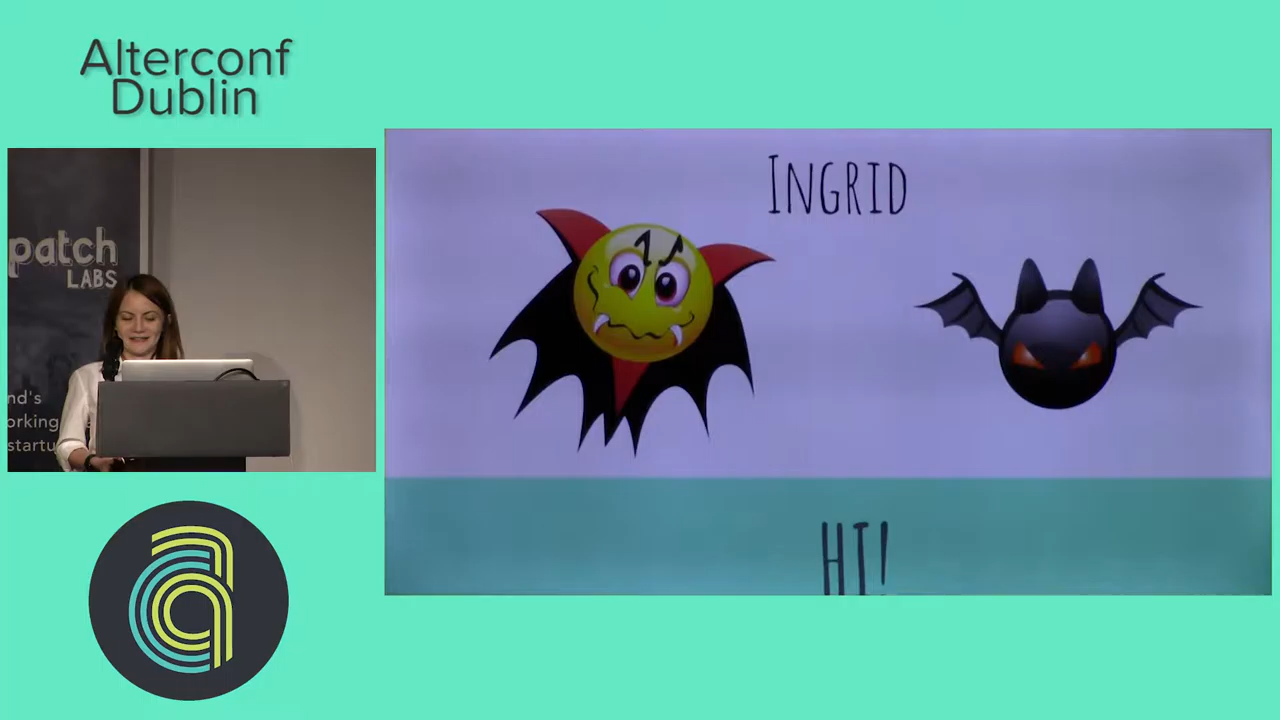 Alterconf
Dublin
patch
LABS
nd's
orking
startu
INGRID
HI!